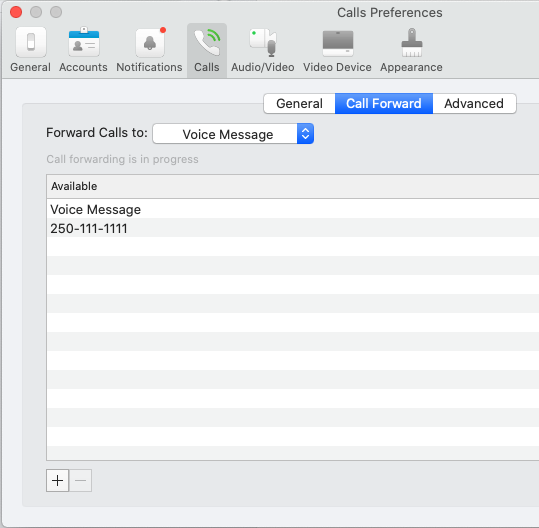 Calls Preferences
General Accounts Notifications Calls Audio/Video Video Device Appearance
General Call Forward Advanced
Forward Calls to: Voice Message
Call forwarding is in progress
Available
Voice Message
250-111-1111